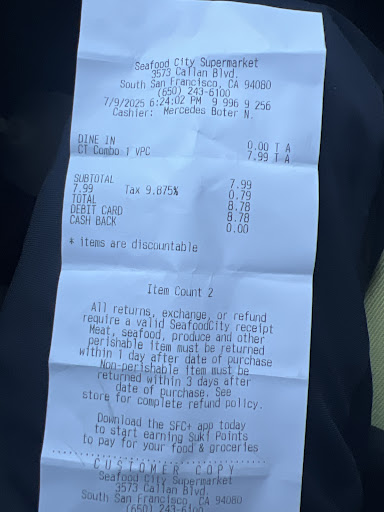 Seafood City Supermarket
3573 Callan Blvd.
South San Francisco, CA 94080
(650) 243-6100
7/9/2025 6:24:02 PM 9 996 9 256
Cashier: Mercedes Boter N.
DINE IN 0.00 T A
CT Combo 1 VPC 7.99 T A
SUBTOTAL 7.99
7.99 Tax 9.875% 0.79
TOTAL 8.78
DEBIT CARD 8.78
CASH BACK 0.00
* items are discountable
Item Count 2
All returns, exchange, or refund
require a valid SeafoodCity receipt
Meat, seafood, produce and other
perishable item must be returned
within 1 day after date of purchase
Non-perishable item must be
returned within 3 days after
date of purchase. See
store for complete refund policy.
Download the SFC+ app today
to start earning Suki Points
to pay for your food & groceries
CUSTOMER COPY
Seafood City Supermarket
3573 Callan Blvd.
South San Francisco, CA 94080
(650) 243-6100